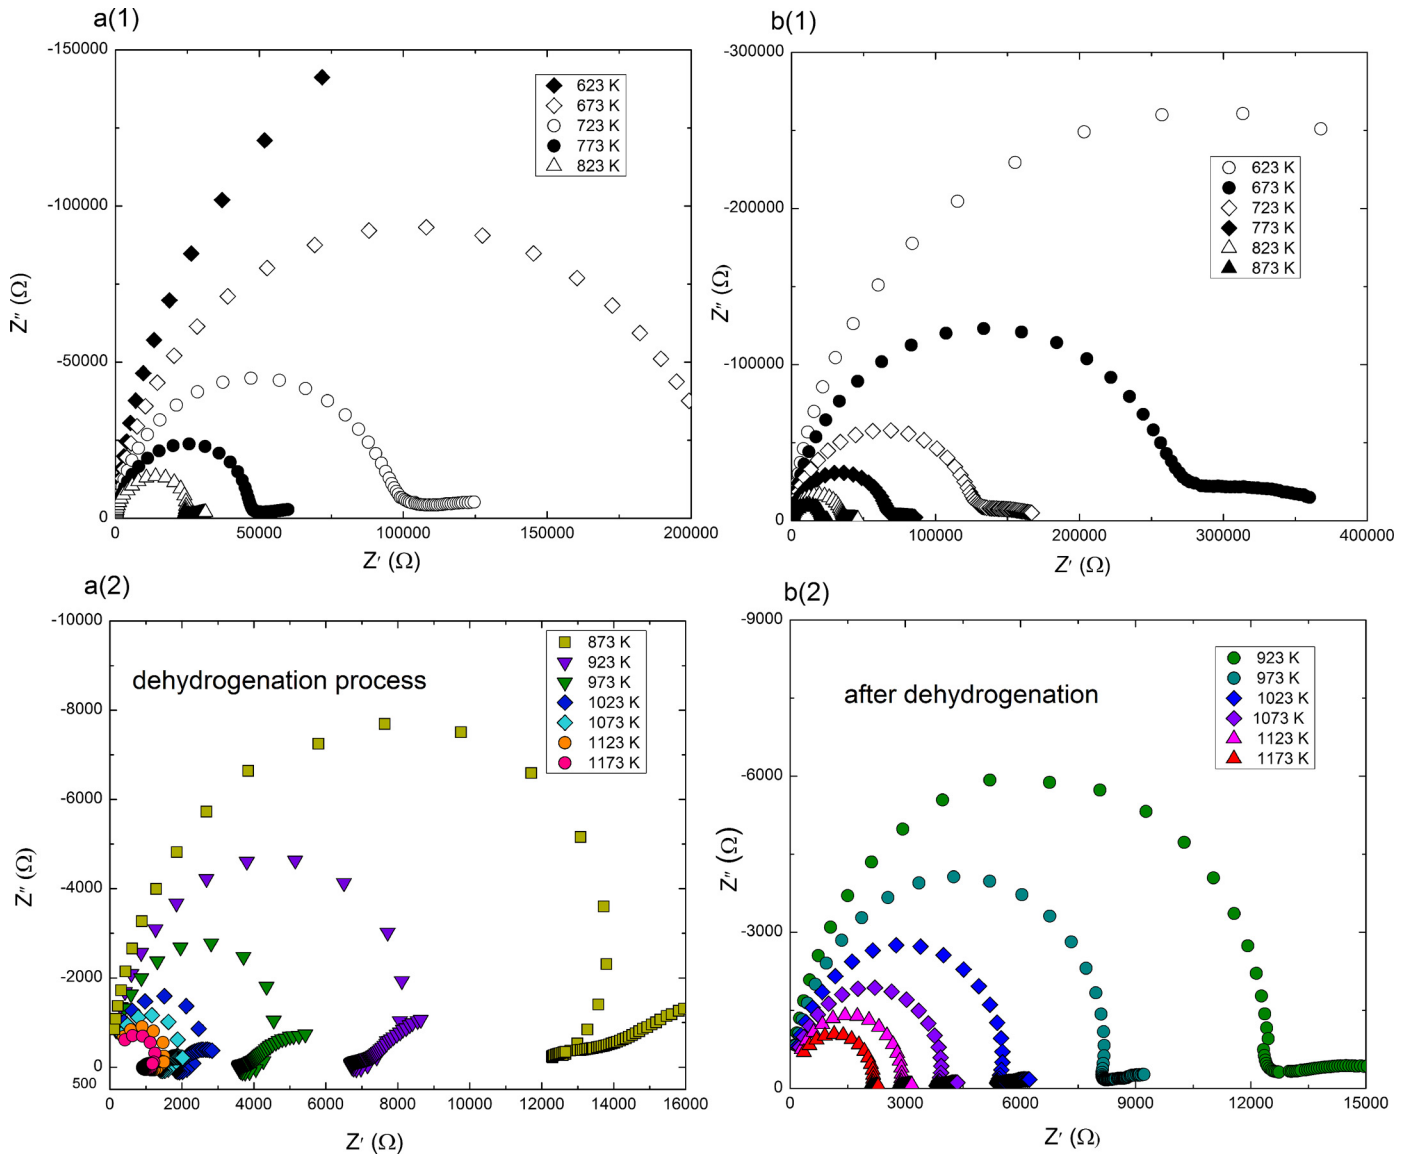 a(1)
-150000
-100000
-50000
0
0
50000
100000
150000
200000
Z″ (Ω)
Z′ (Ω)
623 K
673 K
723 K
773 K
823 K
b(1)
-300000
-200000
-100000
0
0
100000
200000
300000
400000
Z″ (Ω)
Z′ (Ω)
623 K
673 K
723 K
773 K
823 K
873 K
a(2)
-10000
-8000
-6000
-4000
-2000
0
500
0
2000
4000
6000
8000
10000
12000
14000
16000
Z″ (Ω)
Z′ (Ω)
dehydrogenation process
873 K
923 K
973 K
1023 K
1073 K
1123 K
1173 K
b(2)
-9000
-6000
-3000
0
0
3000
6000
9000
12000
15000
Z″ (Ω)
Z′ (Ω)
after dehydrogenation
923 K
973 K
1023 K
1073 K
1123 K
1173 K